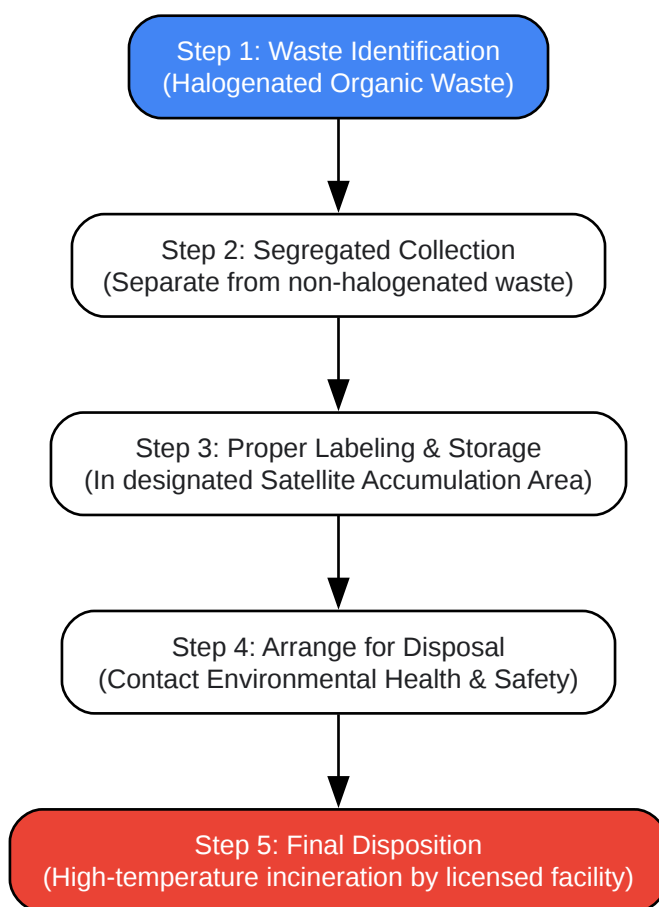 Step 1: Waste Identification
(Halogenated Organic Waste)
Step 2: Segregated Collection
(Separate from non-halogenated waste)
Step 3: Proper Labeling & Storage
(In designated Satellite Accumulation Area)
Step 4: Arrange for Disposal
(Contact Environmental Health & Safety)
Step 5: Final Disposition
(High-temperature incineration by licensed facility)